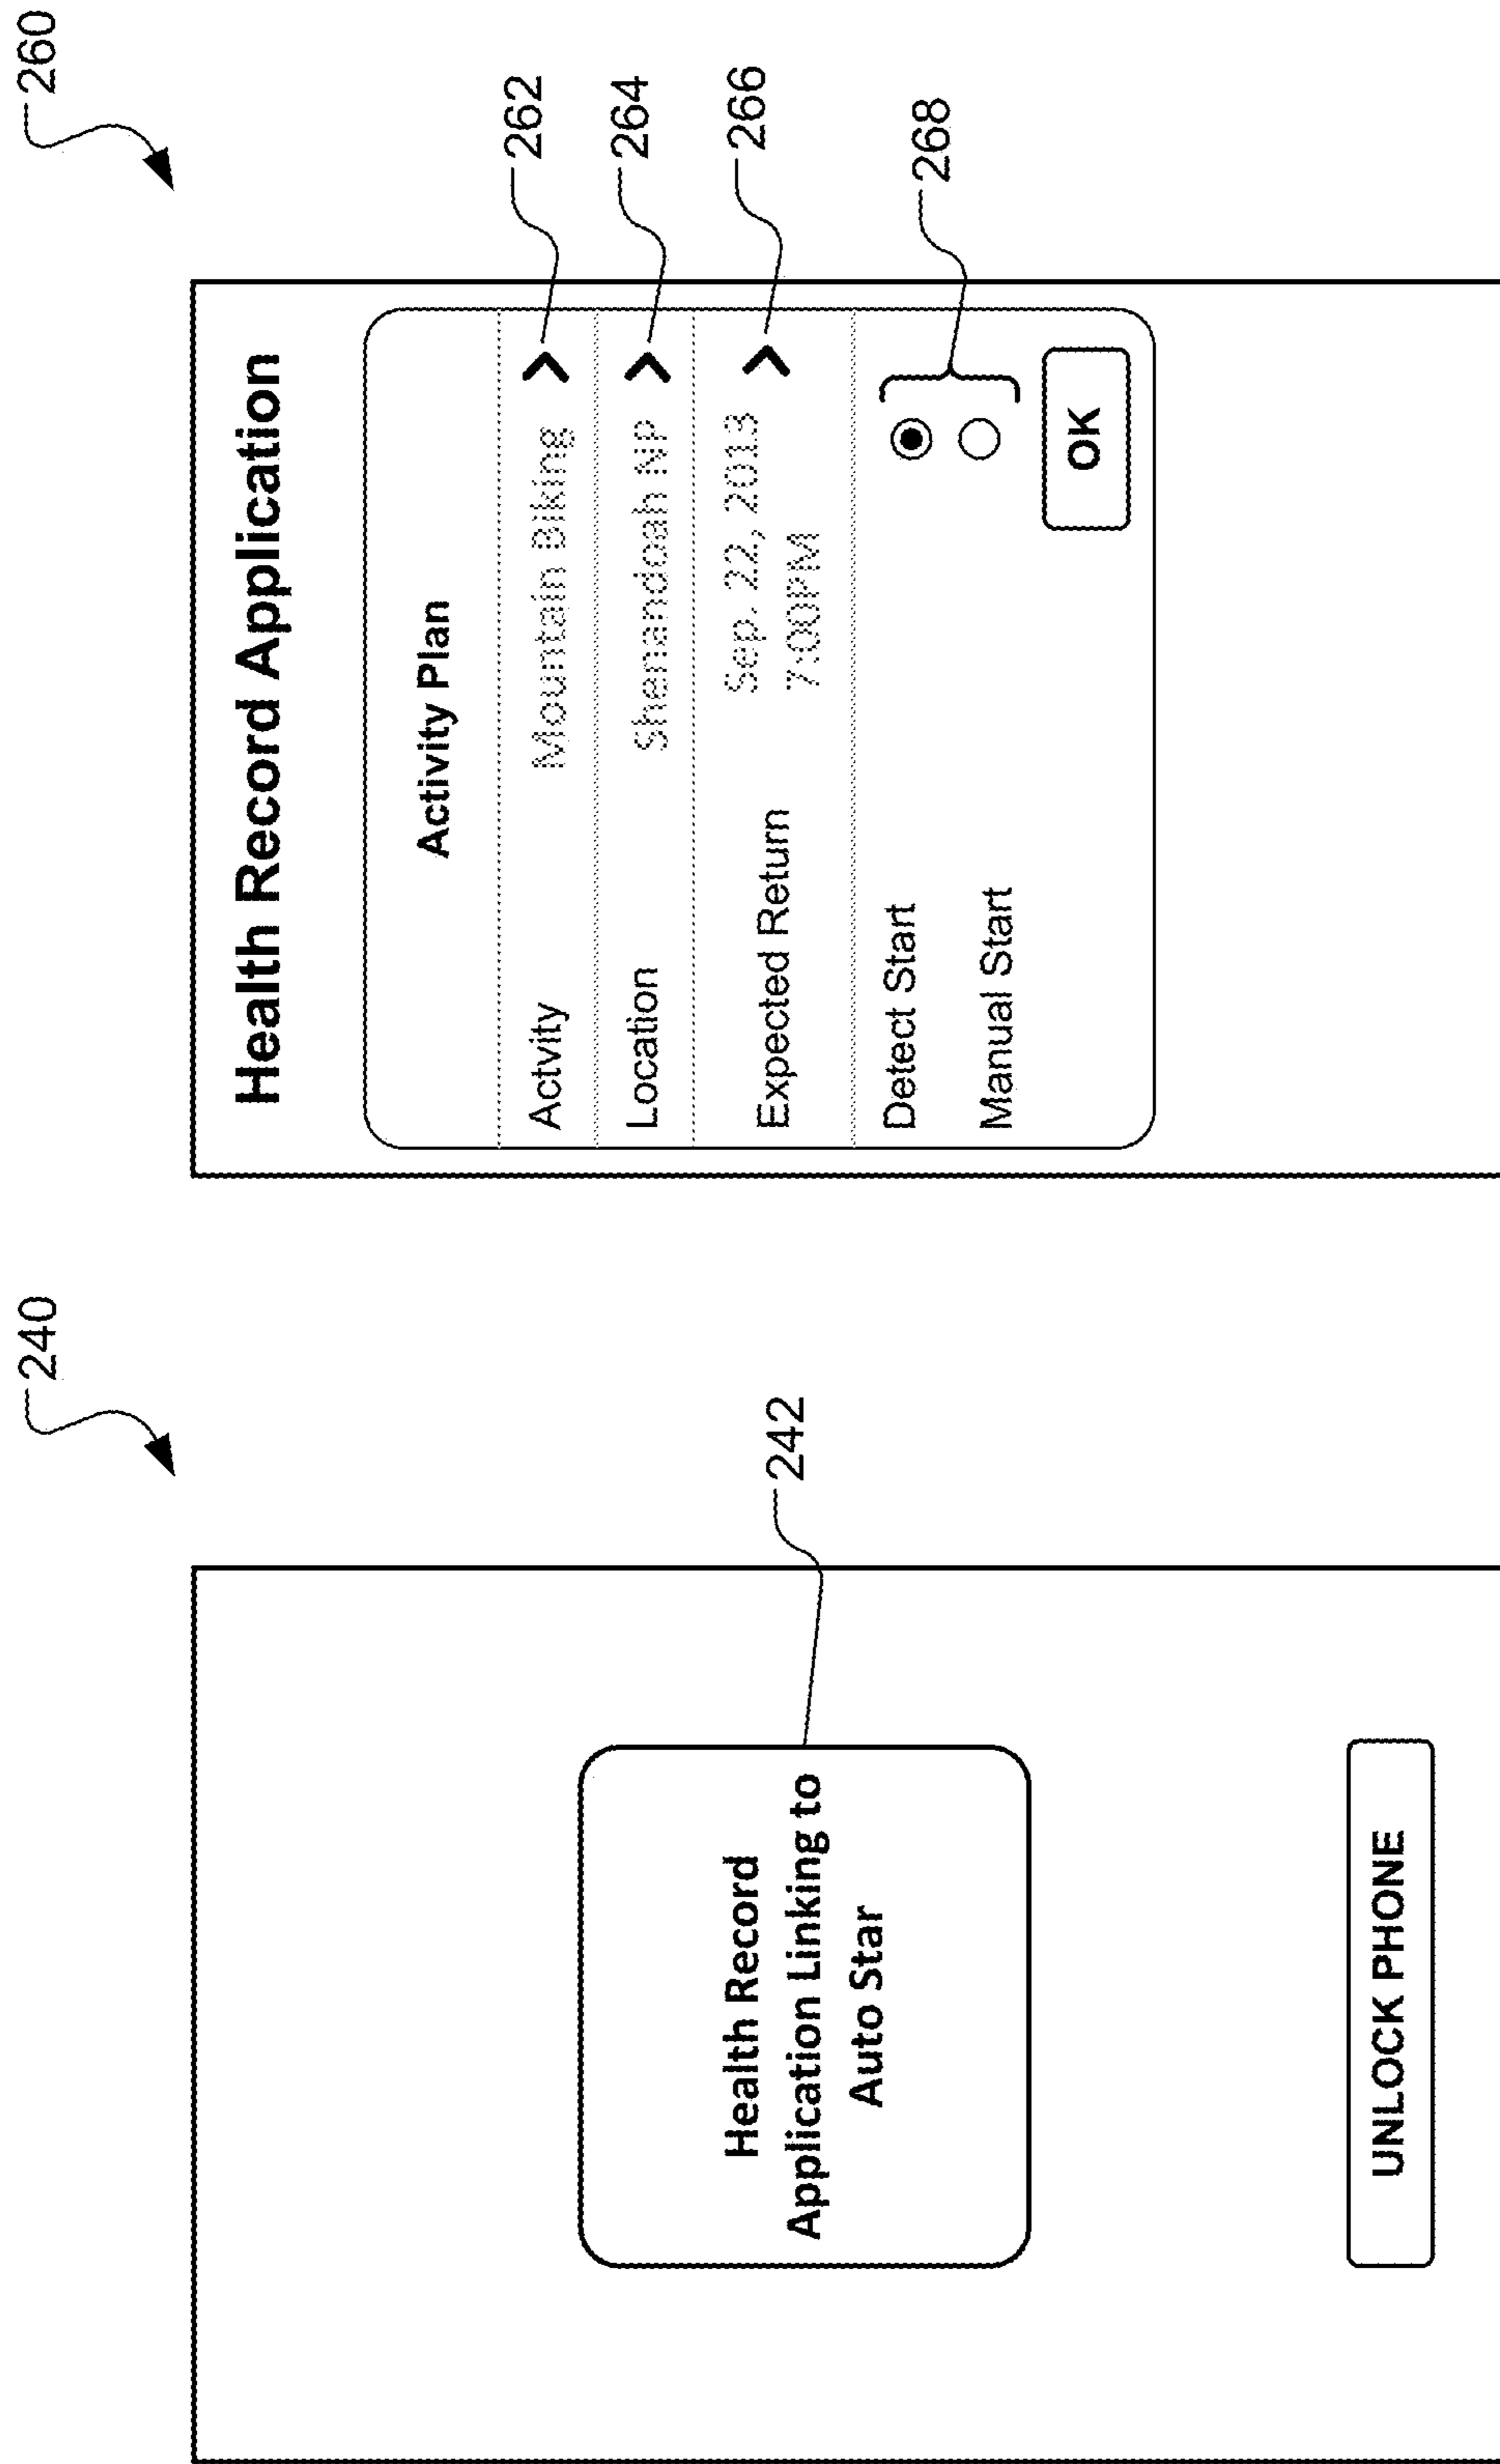 240
242
Health Record
Application Linking to
Auto Star
UNLOCK PHONE
260
Health Record Application
Activity Plan
Actvity Mountain Biking 262
Location Shenandoah NP 264
Expected Return Sep. 22, 2013 266
7:00PM
Detect Start
Manual Start
268
OK